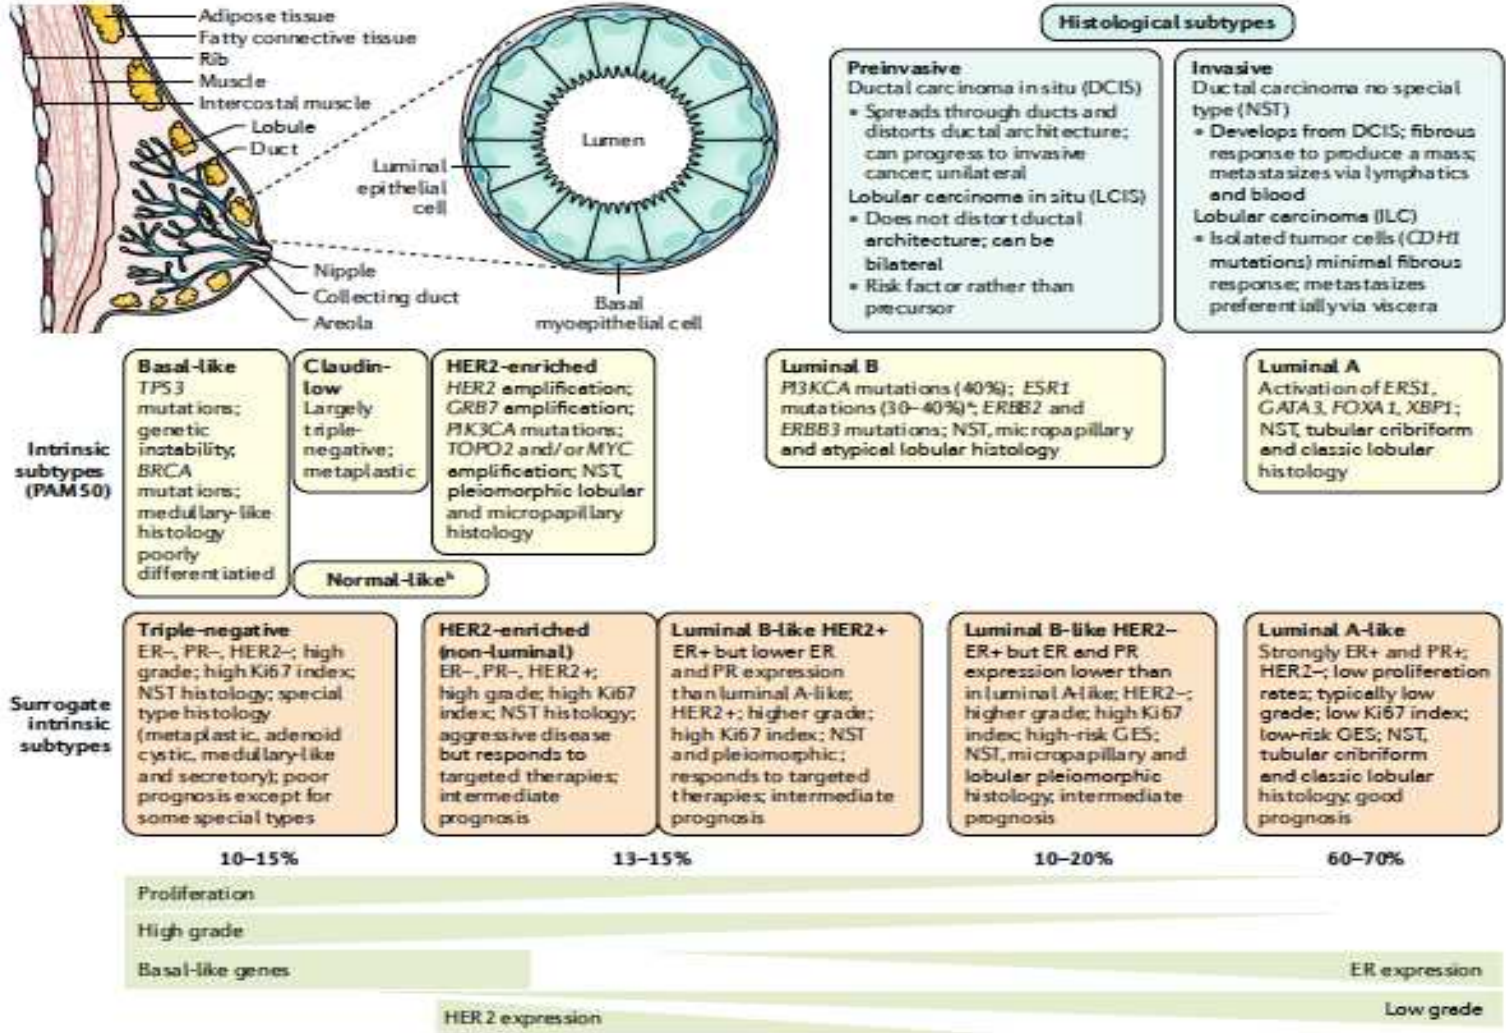 Adipose tissue
Fatty connective tissue
Rib
Muscle
Intercostal muscle
Lobule
Duct
Nipple
Collecting duct
Areola
Luminal
epithelial
cell
Lumen
Basal
myoepithelial cell
Histological subtypes
Preinvasive
Ductal carcinoma in situ (DCIS)
• Spreads through ducts and
distorts ductal architecture;
can progress to invasive
cancer; unilateral
Lobular carcinoma in situ (LCIS)
• Does not distort ductal
architecture; can be
bilateral
• Risk factor rather than
precursor
Invasive
Ductal carcinoma no special
type (NST)
• Develops from DCIS; fibrous
response to produce a mass;
metastasizes via lymphatics
and blood
Lobular carcinoma (ILC)
• Isolated tumor cells (CDH1
mutations) minimal fibrous
response; metastasizes
preferentially via viscera
Intrinsic
subtypes
(PAM50)
Basal-like
TP53
mutations;
genetic
instability;
BRCA
mutations;
medullary-like
histology
poorly
differentiatied
Claudin-
low
Largely
triple-
negative;
metaplastic
HER2-enriched
HER2 amplification;
GRB7 amplification;
PIK3CA mutations;
TOPO2 and/or MYC
amplification; NST,
pleiomorphic lobular
and micropapillary
histology
Normal-likeᵇ
Luminal B
PI3KCA mutations (40%); ESR1
mutations (30–40%)ᵃ; ERBB2 and
ERBB3 mutations; NST, micropapillary
and atypical lobular histology
Luminal A
Activation of ERS1,
GATA3, FOXA1, XBP1;
NST, tubular cribriform
and classic lobular
histology
Surrogate
intrinsic
subtypes
Triple-negative
ER–, PR–, HER2–; high
grade; high Ki67 index;
NST histology; special
type histology
(metaplastic, adenoid
cystic, medullary-like
and secretory); poor
prognosis except for
some special types
HER2-enriched
(non-luminal)
ER–, PR–, HER2+;
high grade; high Ki67
index; NST histology;
aggressive disease
but responds to
targeted therapies;
intermediate
prognosis
Luminal B-like HER2+
ER+ but lower ER
and PR expression
than luminal A-like;
HER2+; higher grade;
high Ki67 index; NST
and pleiomorphic;
responds to targeted
therapies; intermediate
prognosis
Luminal B-like HER2–
ER+ but ER and PR
expression lower than
in luminal A-like; HER2–;
higher grade; high Ki67
index; high-risk GES;
NST, micropapillary and
lobular pleiomorphic
histology; intermediate
prognosis
Luminal A-like
Strongly ER+ and PR+;
HER2–; low proliferation
rates; typically low
grade; low Ki67 index;
low-risk GES; NST,
tubular cribriform
and classic lobular
histology; good
prognosis
10–15%
13–15%
10–20%
60–70%
Proliferation
High grade
Basal-like genes
ER expression
Low grade
HER2 expression